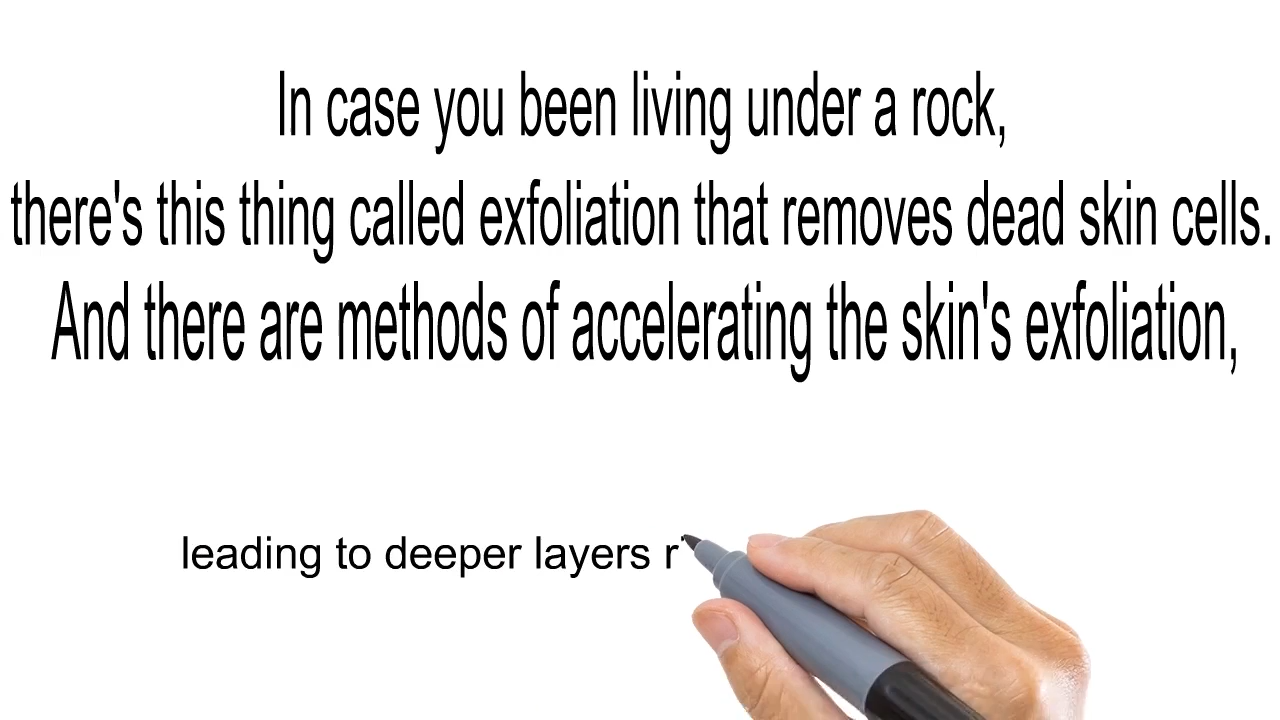 In case you been living under a rock,
there's this thing called exfoliation that removes dead skin cells.
And there are methods of accelerating the skin's exfoliation,
leading to deeper layers r